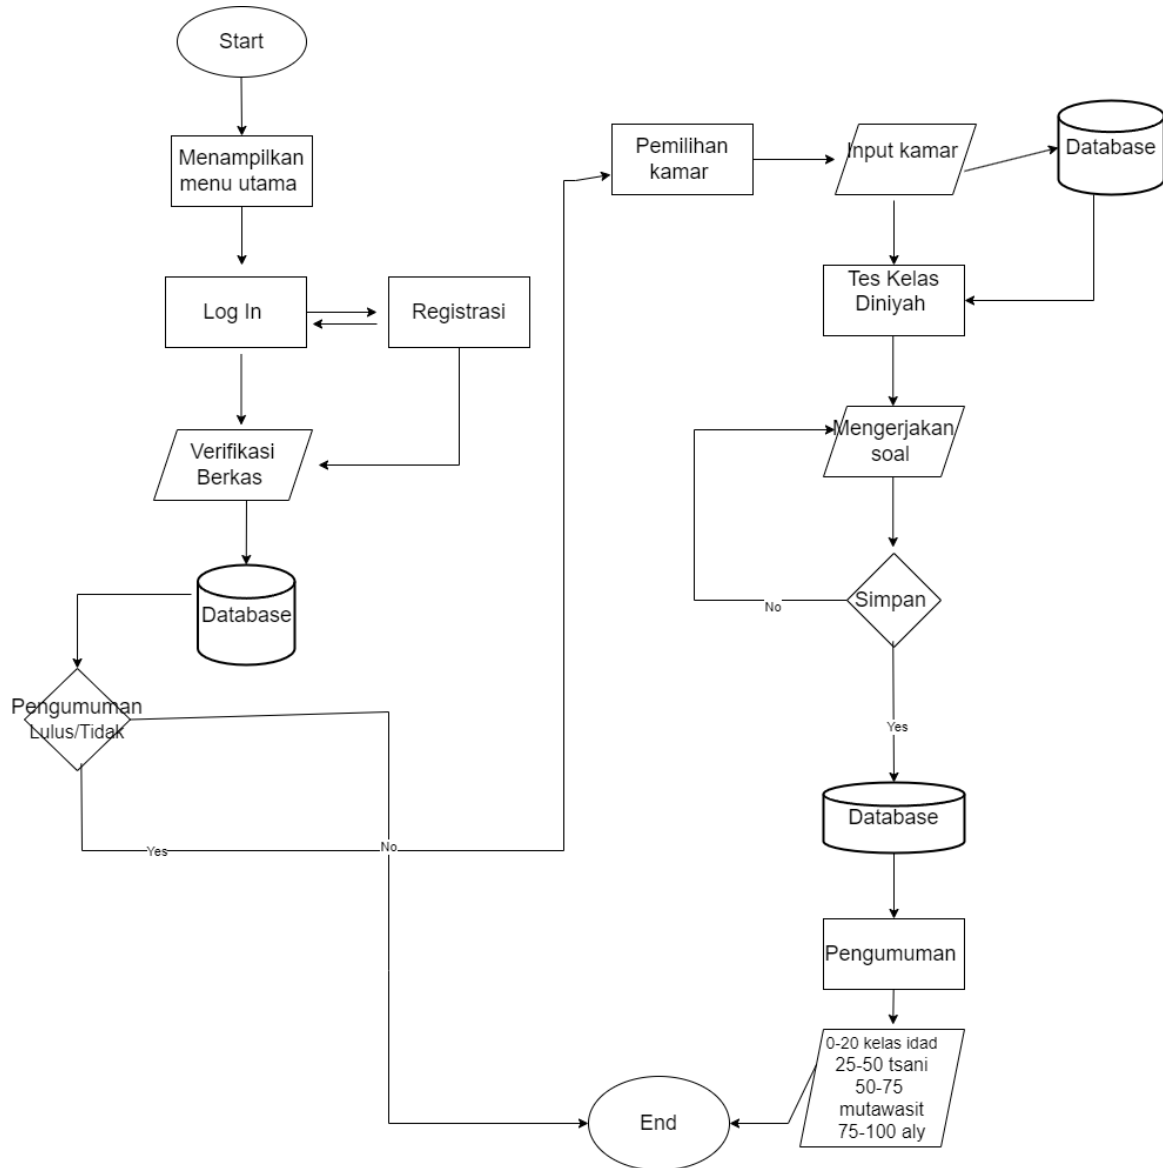 Start
Menampilkan
menu utama
Log In
Registrasi
Verifikasi
Berkas
Database
Pengumuman
Lulus/Tidak
Yes
No
Pemilihan
kamar
Input kamar
Database
Tes Kelas
Diniyah
Mengerjakan
soal
Simpan
No
Yes
Database
Pengumuman
0-20 kelas idad
25-50 tsani
50-75
mutawasit
75-100 aly
End